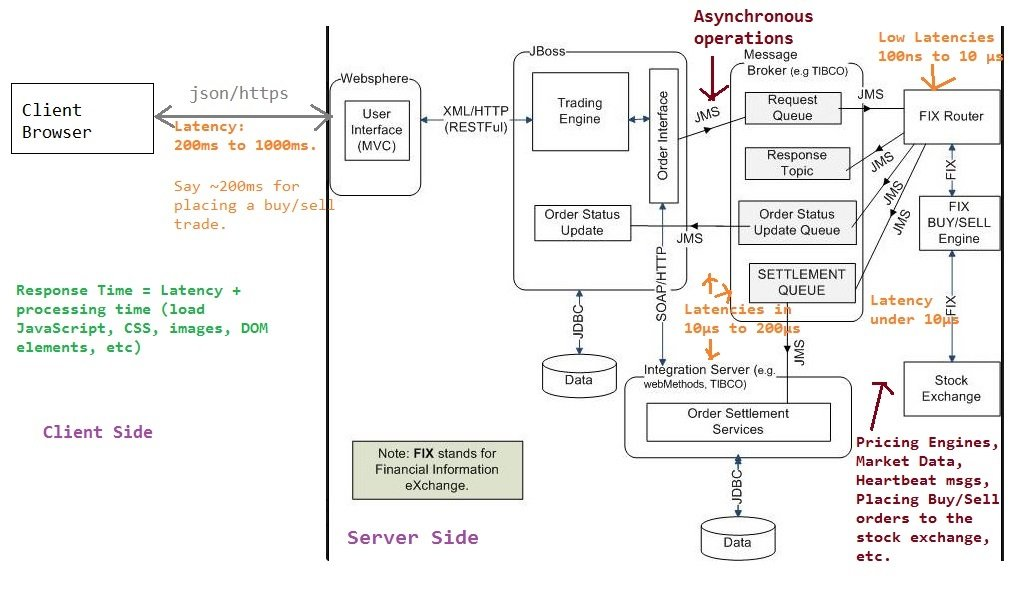 Asynchronous
operations
Low Latencies
100ns to 10 µs
Client
Browser
json/https
Latency:
200ms to 1000ms.
Say ~200ms for
placing a buy/sell
trade.
Response Time = Latency +
processing time (load
JavaScript, CSS, images, DOM
elements, etc)
Client Side
Websphere
User
Interface
(MVC)
XML/HTTP
(RESTFul)
JBoss
Trading
Engine
Order Interface
Order Status
Update
JMS
Message
Broker (e.g TIBCO)
Request
Queue
Response
Topic
Order Status
Update Queue
SETTLEMENT
QUEUE
JMS
JMS
JMS
JMS
JMS
FIX Router
FIX
FIX
BUY/SELL
Engine
FIX
Stock
Exchange
Latency
under 10µs
Latencies in
10µs to 200µs
SOAP/HTTP
JDBC
Data
JMS
Integration Server (e.g.
webMethods, TIBCO)
Order Settlement
Services
JDBC
Data
Note: FIX stands for
Financial Information
eXchange.
Server Side
Pricing Engines,
Market Data,
Heartbeat msgs,
Placing Buy/Sell
orders to the
stock exchange,
etc.